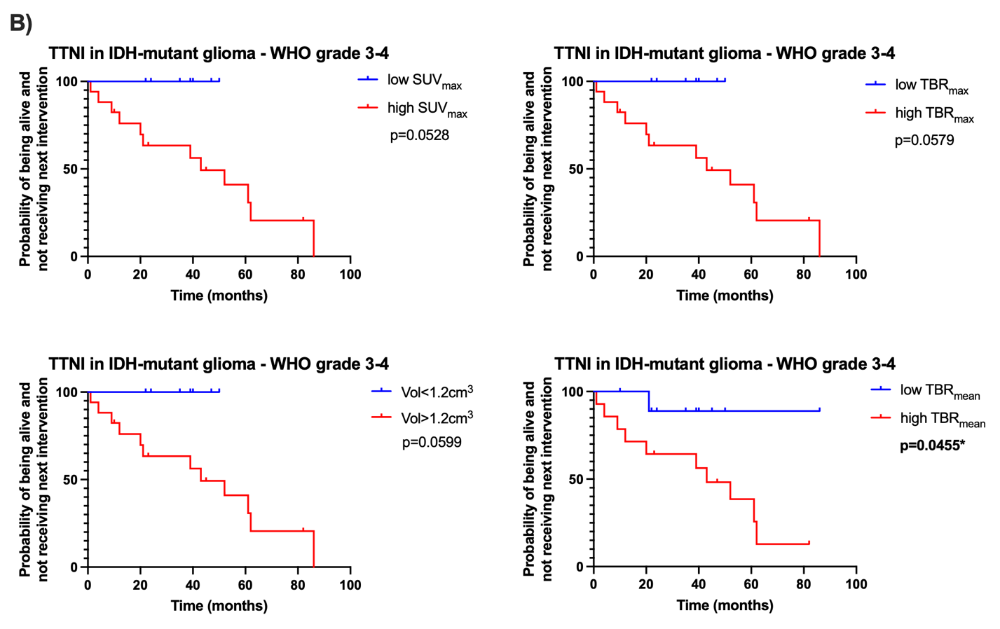 B)
TTNI in IDH-mutant glioma - WHO grade 3-4
Probability of being alive and
not receiving next intervention
100
50
0
0 20 40 60 80 100
Time (months)
low SUVmax
high SUVmax
p=0.0528
TTNI in IDH-mutant glioma - WHO grade 3-4
Probability of being alive and
not receiving next intervention
100
50
0
0 20 40 60 80 100
Time (months)
low TBRmax
high TBRmax
p=0.0579
TTNI in IDH-mutant glioma - WHO grade 3-4
Probability of being alive and
not receiving next intervention
100
50
0
0 20 40 60 80 100
Time (months)
Vol<1.2cm³
Vol>1.2cm³
p=0.0599
TTNI in IDH-mutant glioma - WHO grade 3-4
Probability of being alive and
not receiving next intervention
100
50
0
0 20 40 60 80 100
Time (months)
low TBRmean
high TBRmean
p=0.0455*